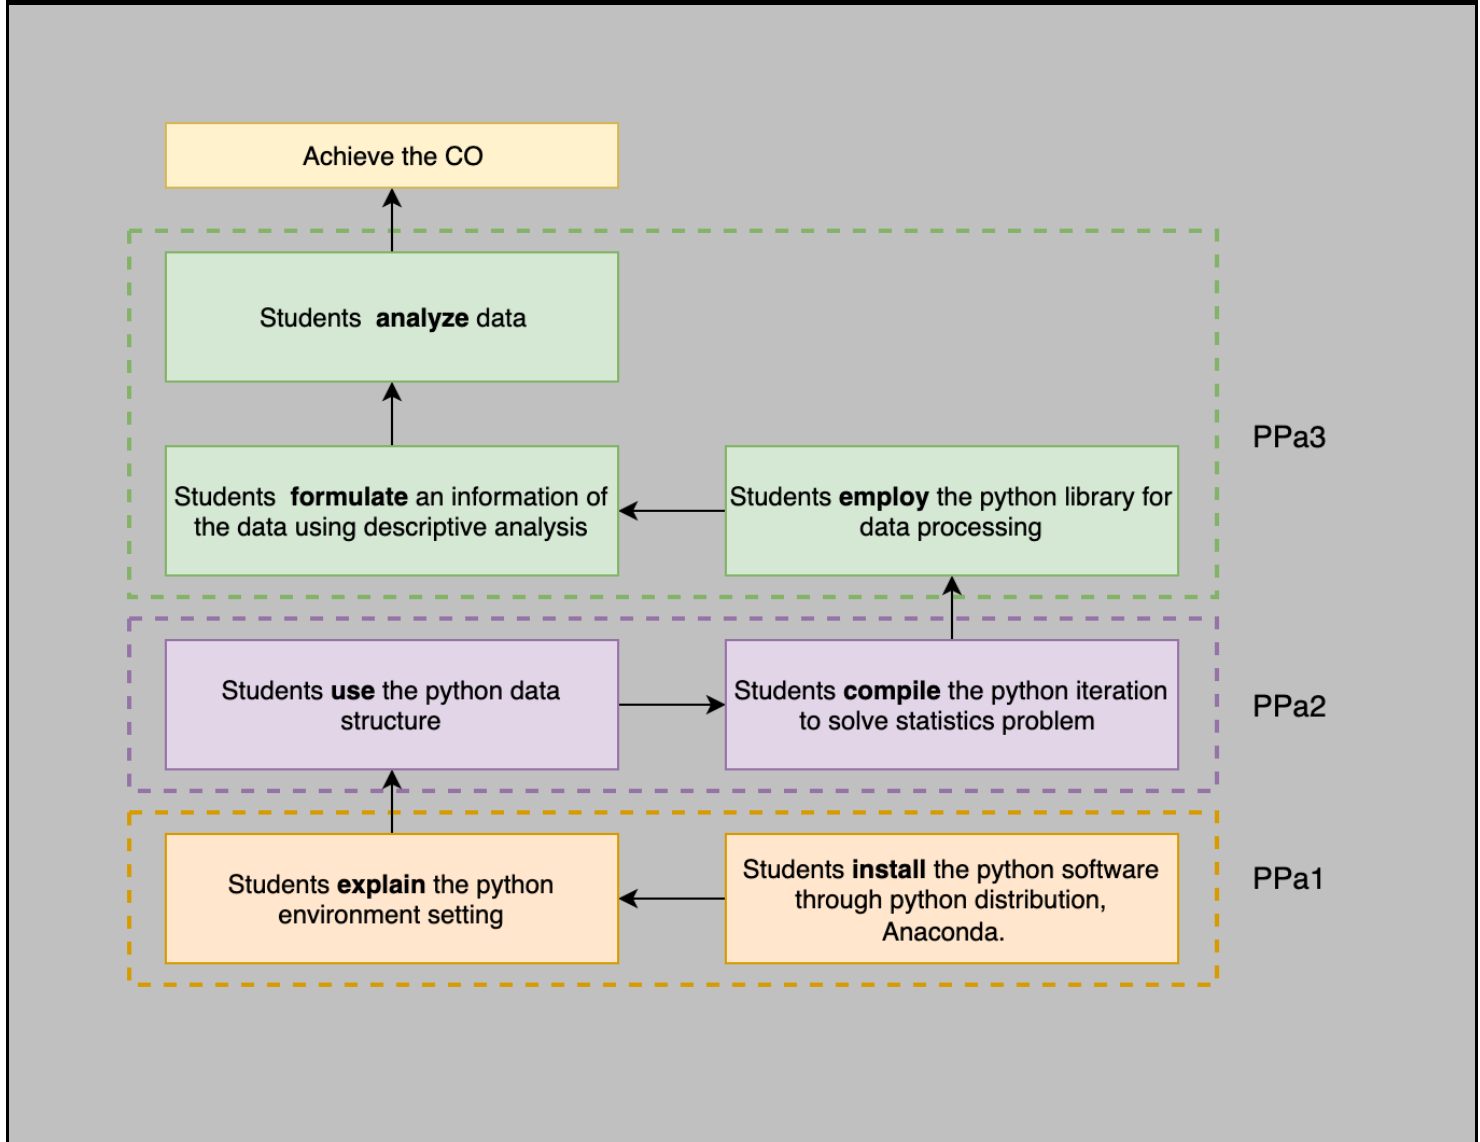 Achieve the CO
Students analyze data
PPa3
Students formulate an information of
the data using descriptive analysis
Students employ the python library for
data processing
Students use the python data
structure
Students compile the python iteration
to solve statistics problem
PPa2
Students explain the python
environment setting
Students install the python software
through python distribution,
Anaconda.
PPa1